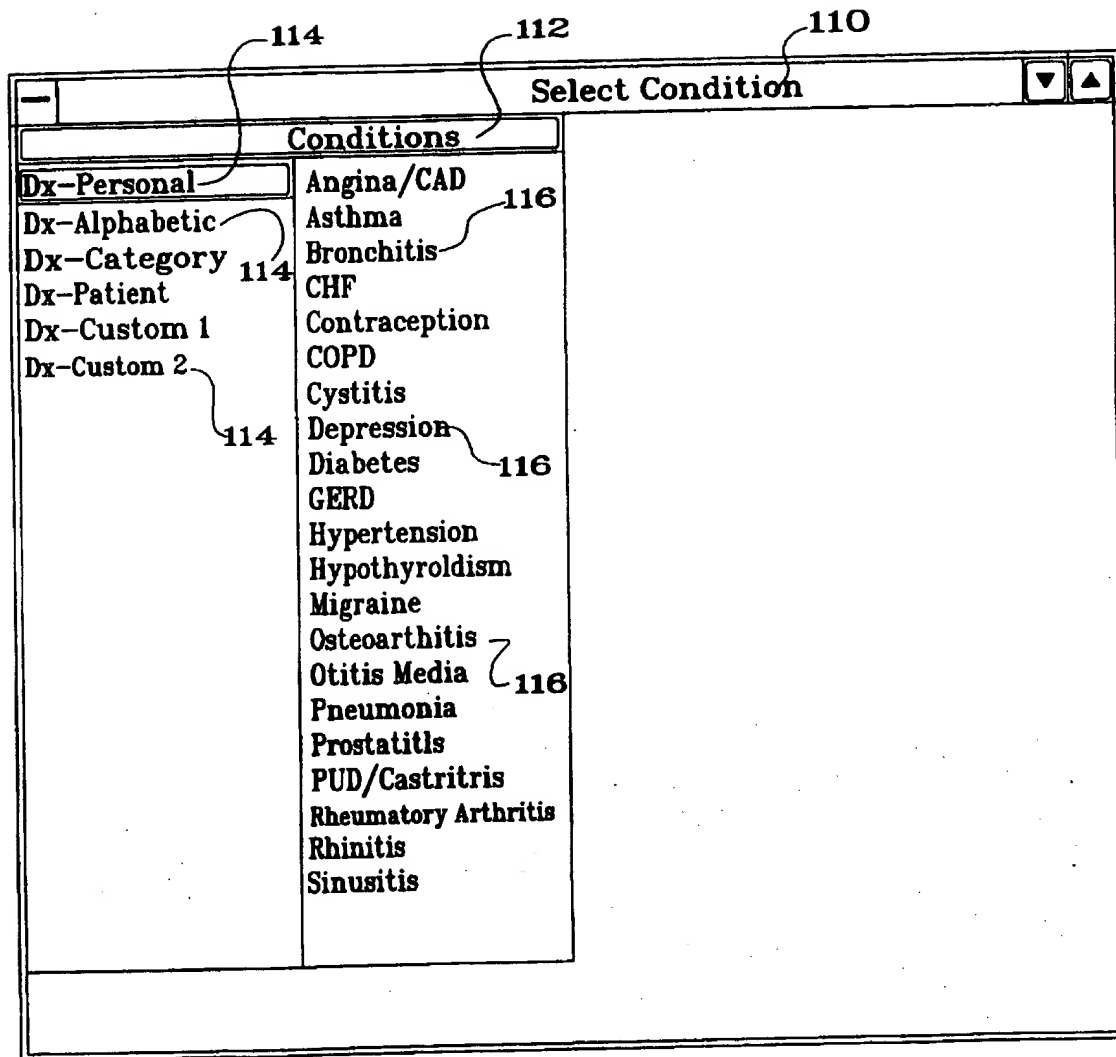 114
112
110
Select Condition
Conditions
Dx-Personal
Dx-Alphabetic
114
Dx-Category
Dx-Patient
Dx-Custom 1
Dx-Custom 2
114
Angina/CAD
116
Asthma
Bronchitis
CHF
Contraception
COPD
Cystitis
Depression
116
Diabetes
GERD
Hypertension
Hypothyroldism
Migraine
Osteoarthitis
116
Otitis Media
Pneumonia
Prostatitls
PUD/Castritris
Rheumatory Arthritis
Rhinitis
Sinusitis